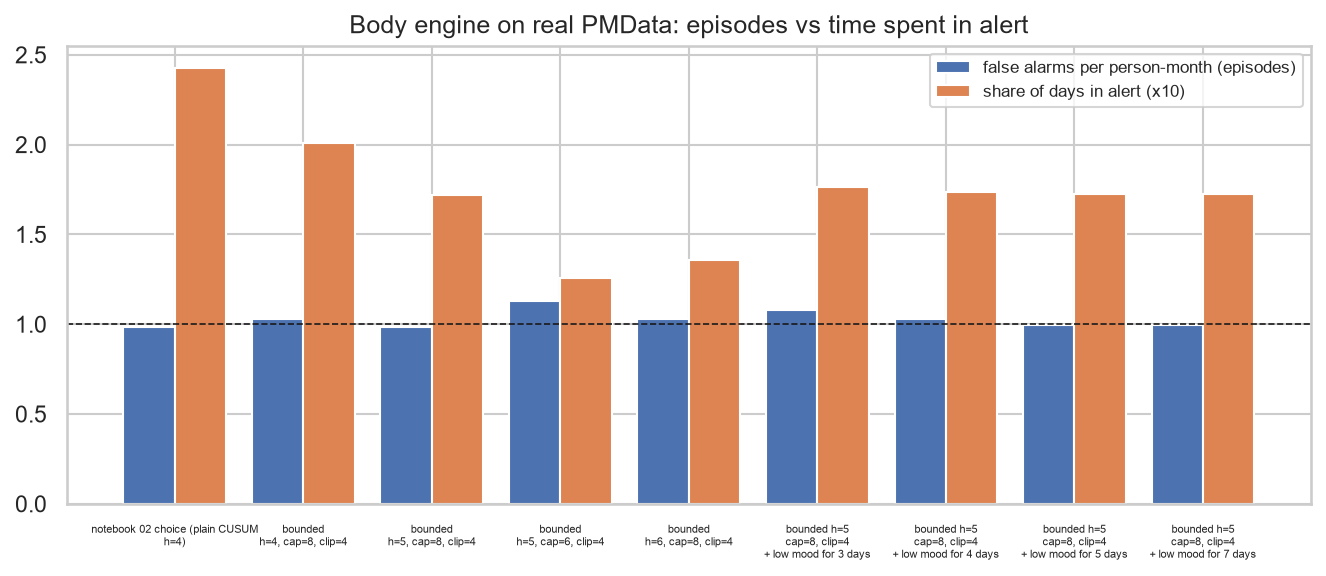 Body engine on real PMData: episodes vs time spent in alert
false alarms per person-month (episodes)
share of days in alert (x10)
2.5
2.0
1.5
1.0
0.5
0.0
notebook 02 choice (plain CUSUM
h=4)
bounded
h=4, cap=8, clip=4
bounded
h=5, cap=8, clip=4
bounded
h=5, cap=6, clip=4
bounded
h=6, cap=8, clip=4
bounded h=5
cap=8, clip=4
+ low mood for 3 days
bounded h=5
cap=8, clip=4
+ low mood for 4 days
bounded h=5
cap=8, clip=4
+ low mood for 5 days
bounded h=5
cap=8, clip=4
+ low mood for 7 days